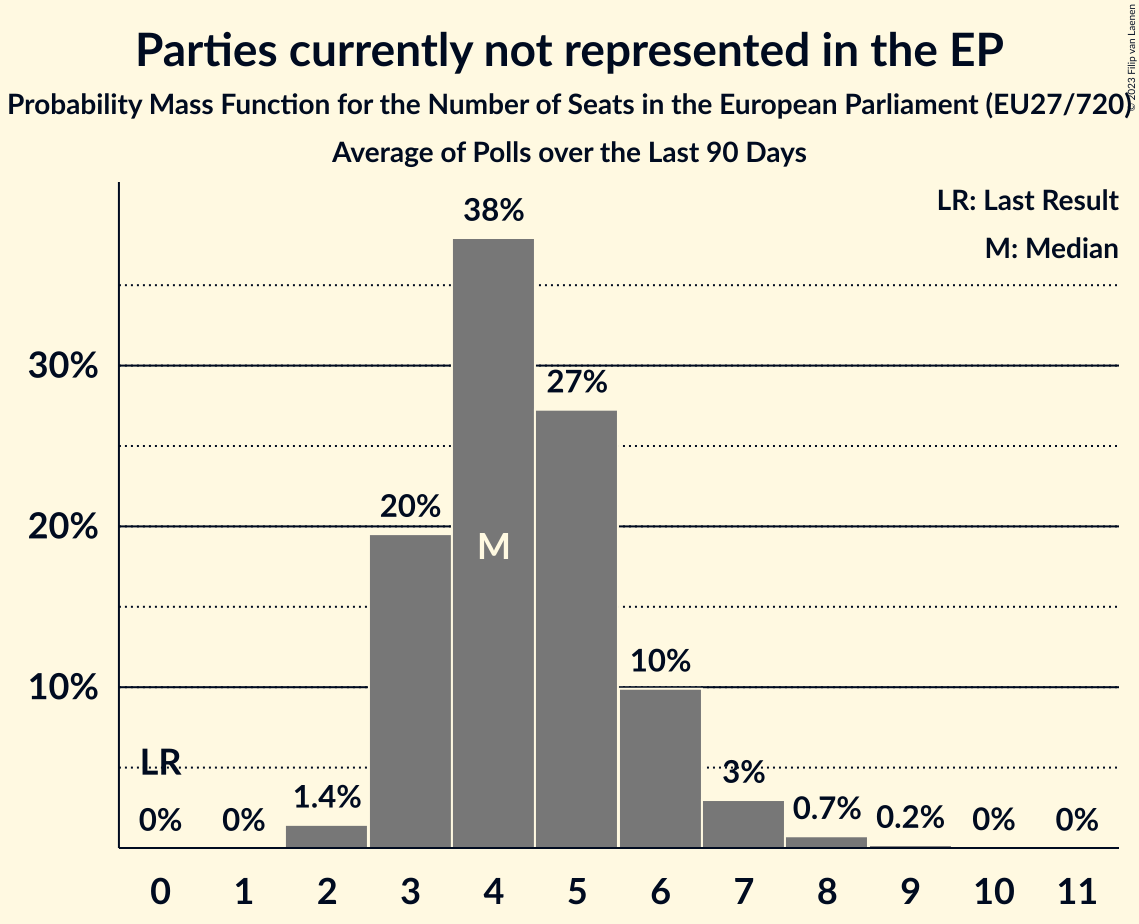 Parties currently not represented in the EP
Probability Mass Function for the Number of Seats in the European Parliament (EU27/720)
Average of Polls over the Last 90 Days
© 2023 Filip van Laenen
LR: Last Result
M: Median
38%
30%
27%
20%
20%
M
10%
10%
LR
3%
1.4%
0.7%
0.2%
0%
0%
0%
0%
0 1 2 3 4 5 6 7 8 9 10 11